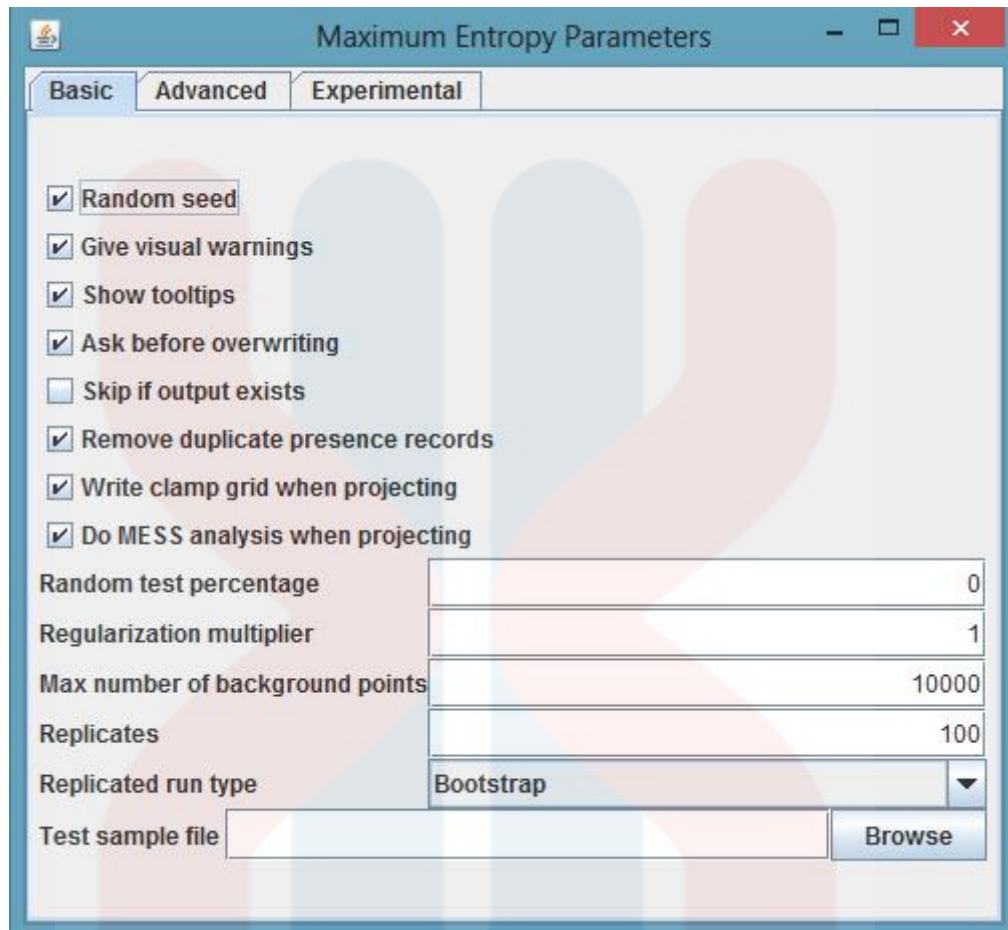 Maximum Entropy Parameters
Basic Advanced Experimental
Random seed
Give visual warnings
Show tooltips
Ask before overwriting
Skip if output exists
Remove duplicate presence records
Write clamp grid when projecting
Do MESS analysis when projecting
Random test percentage 0
Regularization multiplier 1
Max number of background points 10000
Replicates 100
Replicated run type Bootstrap
Test sample file Browse